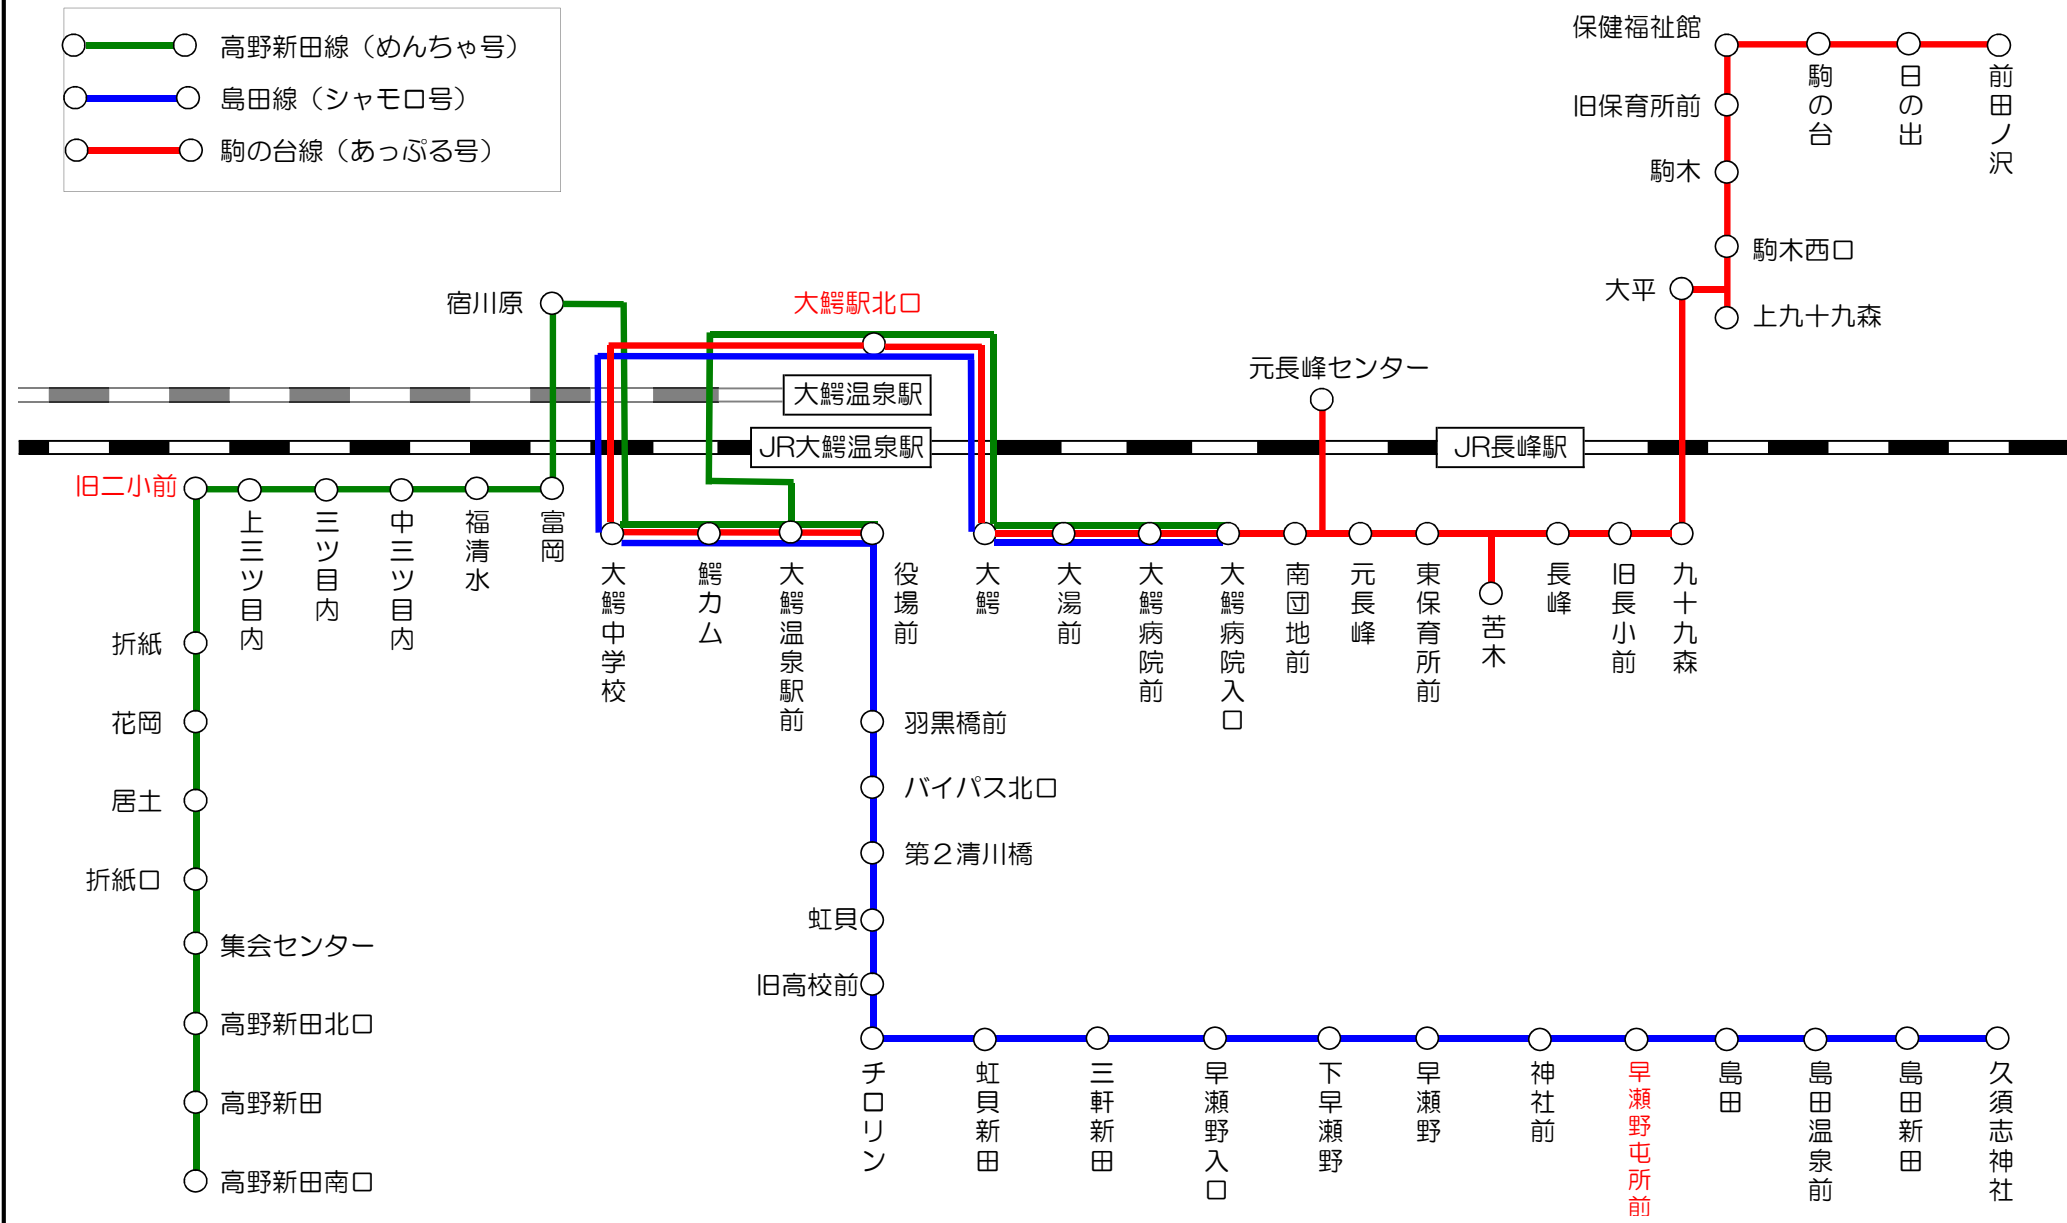 高野新田線（めんちゃ号）
島田線（シャモロ号）
駒の台線（あっぷる号）
保健福祉館
駒の台
日の出
前田ノ沢
旧保育所前
駒木
駒木西口
大平
上九十九森
宿川原
大鰐駅北口
元長峰センター
大鰐温泉駅
JR大鰐温泉駅
JR長峰駅
旧二小前
上三ツ目内
三ツ目内
中三ツ目内
福清水
富岡
大鰐中学校
鰐カム
大鰐温泉駅前
役場前
大鰐
大湯前
大鰐病院前
大鰐病院入口
南団地前
元長峰
東保育所前
苦木
長峰
旧長小前
九十九森
折紙
花岡
居土
折紙口
集会センター
高野新田北口
高野新田
高野新田南口
羽黒橋前
バイパス北口
第２清川橋
虹貝
旧高校前
チロリン
虹貝新田
三軒新田
早瀬野入口
下早瀬野
早瀬野
神社前
早瀬野屯所前
島田
島田温泉前
島田新田
久須志神社